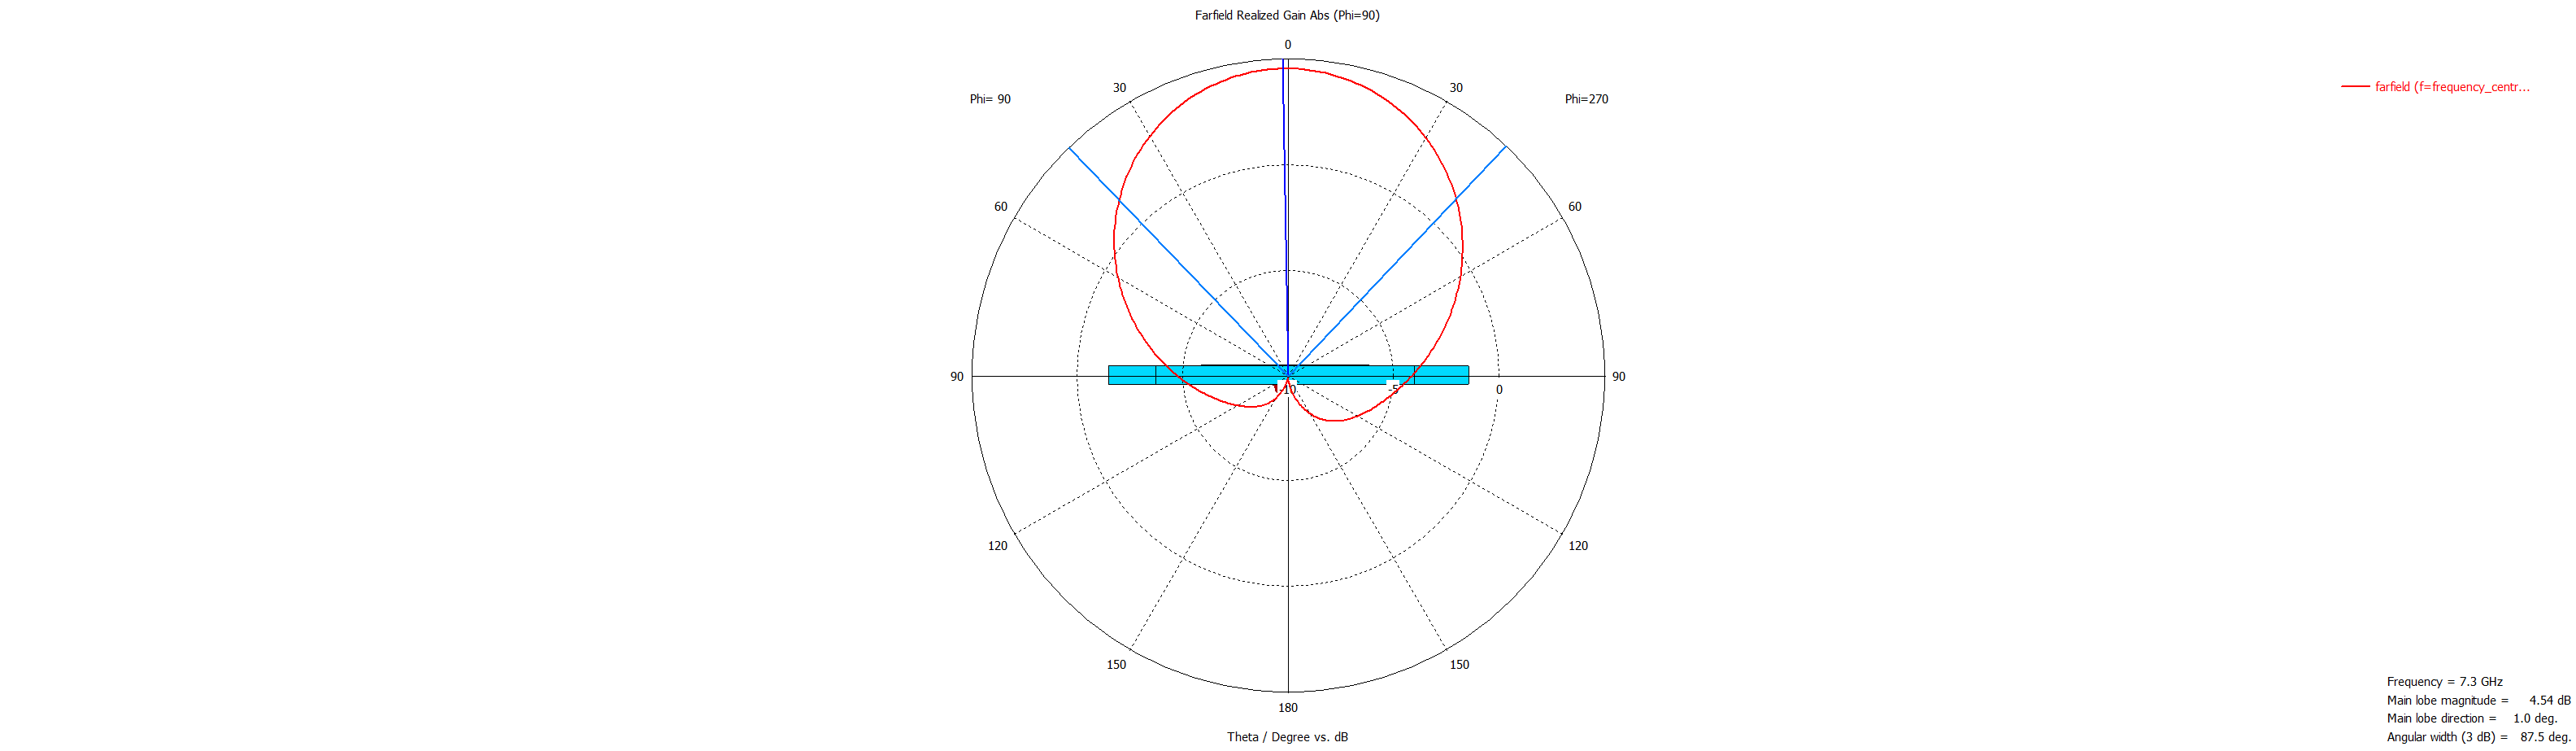 Farfield Realized Gain Abs (Phi=90)
0
30
30
Phi= 90
Phi=270
farfield (f=frequency_centr...
60
60
90
90
-10
-5
0
120
120
150
150
180
Theta / Degree vs. dB
Frequency = 7.3 GHz
Main lobe magnitude = 4.54 dB
Main lobe direction = 1.0 deg.
Angular width (3 dB) = 87.5 deg.